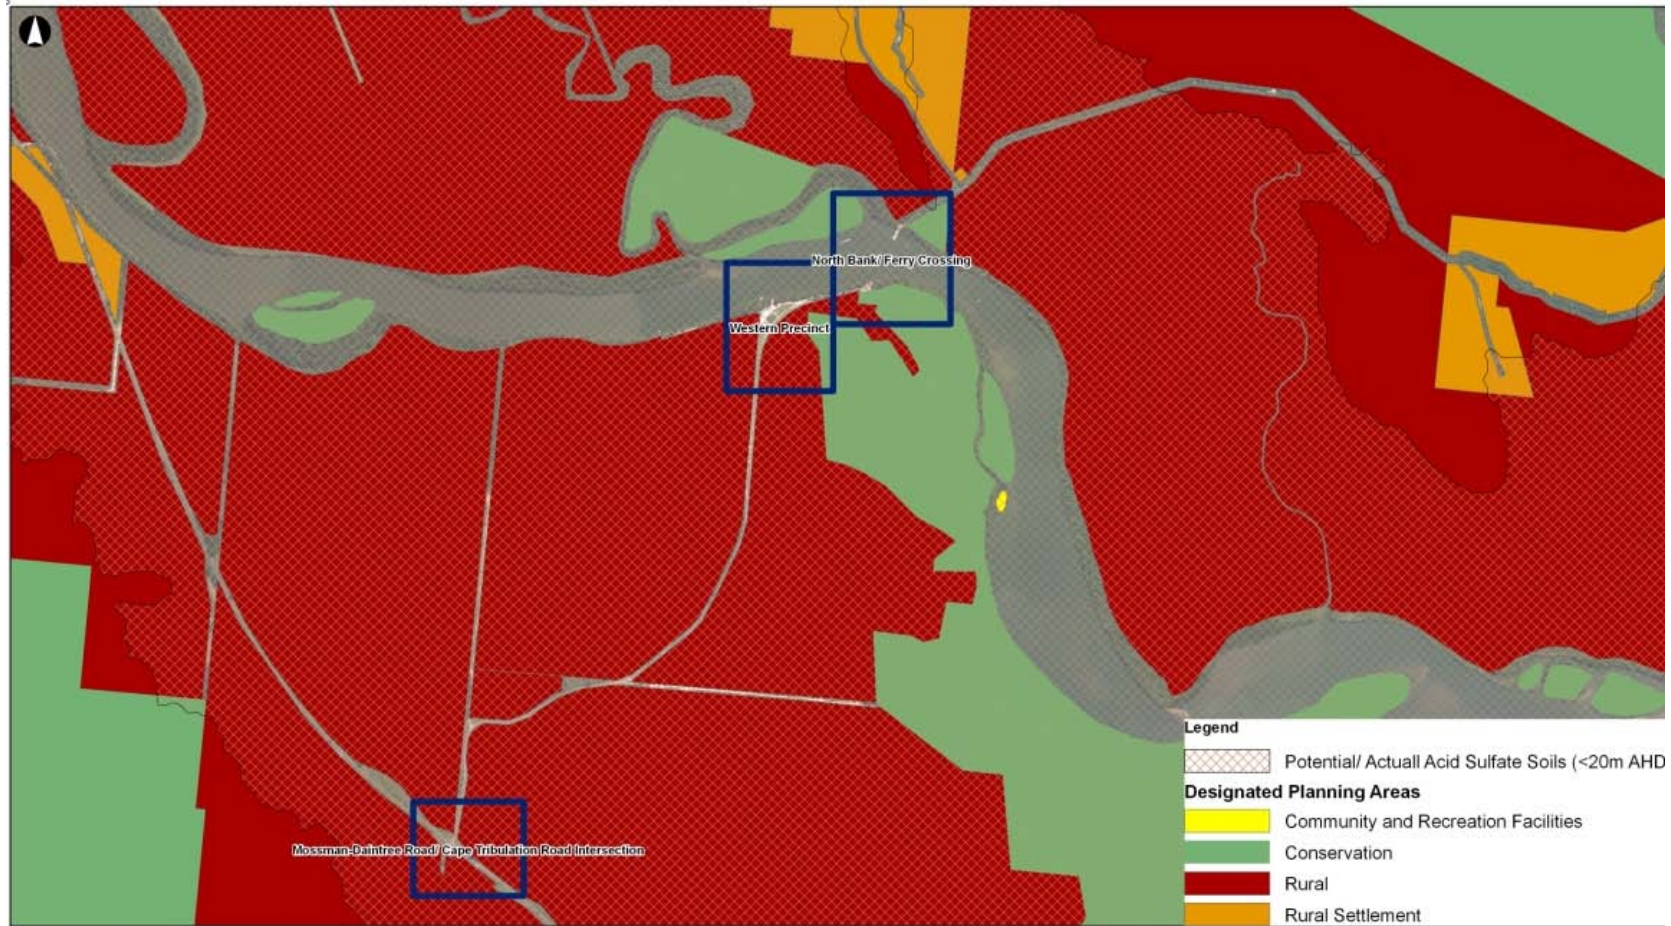 North Bank/ Ferry Crossing
Western Precinct
Mossman-Daintree Road/ Cape Tribulation Road Intersection
Legend
Potential/ Actuall Acid Sulfate Soils (<20m AHD
Designated Planning Areas
Community and Recreation Facilities
Conservation
Rural
Rural Settlement